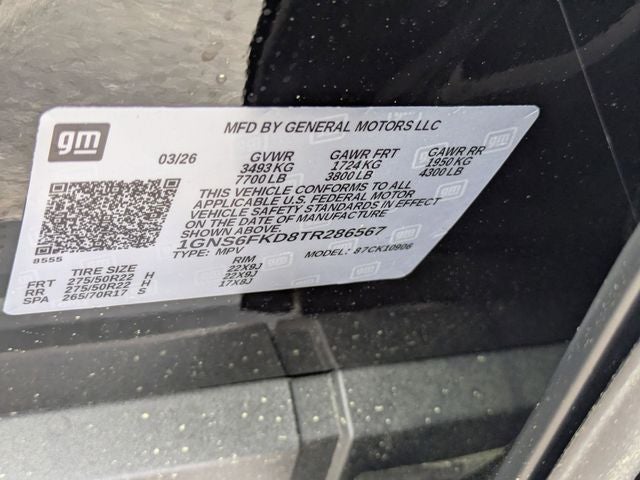 gm
MFD BY GENERAL MOTORS LLC
03/26 GVWR GAWR FRT GAWR RR
3493 KG 1724 KG 1950 KG
7700 LB 3800 LB 4300 LB
THIS VEHICLE CONFORMS TO ALL
APPLICABLE U.S. FEDERAL MOTOR
VEHICLE SAFETY STANDARDS IN EFFECT
ON THE DATE OF MANUFACTURE
SHOWN ABOVE.
1GNS6FKD8TR286567
8555 TYPE: MPV MODEL: 87CK10906
TIRE SIZE RIM
FRT 275/50R22 H 22X9J
RR 275/50R22 H 22X9J
SPA 265/70R17 S 17X8J